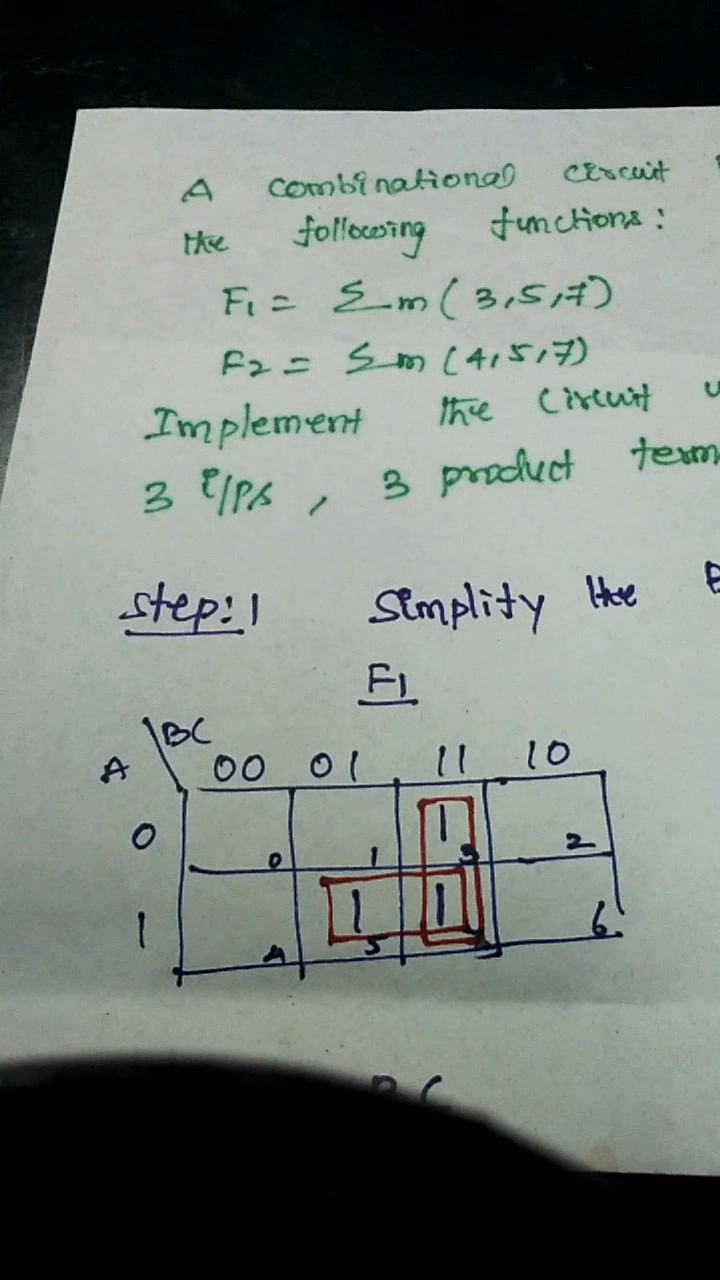 A combinational circuit
the following functions:
F1 = Σm(3,5,7)
F2 = Σm(4,5,7)
Implement the circuit
3 i/ps, 3 product term
Step:1 Simplify the
F1
A \ BC 00 01 11 10
0 0 1 1 3 2
1 4 1 5 1 7 6